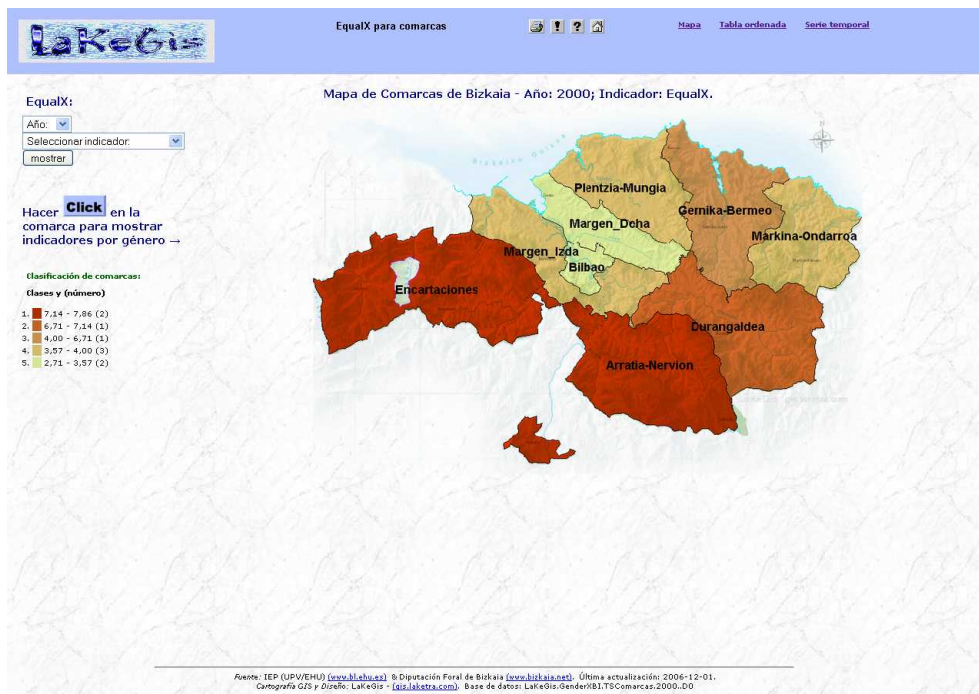 LaKeGis
EqualX para comarcas
! ?
Mapa Tabla ordenada Serie temporal
EqualX:
Año:
Seleccionar indicador:
mostrar
Hacer Click en la
comarca para mostrar
indicadores por género →
Clasificación de comarcas:
Clases y (número)
1. 7,14 - 7,86 (2)
2. 6,71 - 7,14 (1)
3. 4,00 - 6,71 (1)
4. 3,57 - 4,00 (3)
5. 2,71 - 3,57 (2)
Mapa de Comarcas de Bizkaia - Año: 2000; Indicador: EqualX.
N
Plentzia-Mungia
Gernika-Bermeo
Margen_Dcha
Markina-Ondarroa
Margen_Izda
Bilbao
Encartaciones
Durangaldea
Arratia-Nervion
Fuente: IEP (UPV/EHU) (www.bl.ehu.es) & Diputación Foral de Bizkaia (www.bizkaia.net). Última actualización: 2006-12-01.
Cartografía GIS y Diseño: LaKeGis - (gis.laketra.com). Base de datos: LaKeGis.GenderXBI.TSComarcas.2000..D0